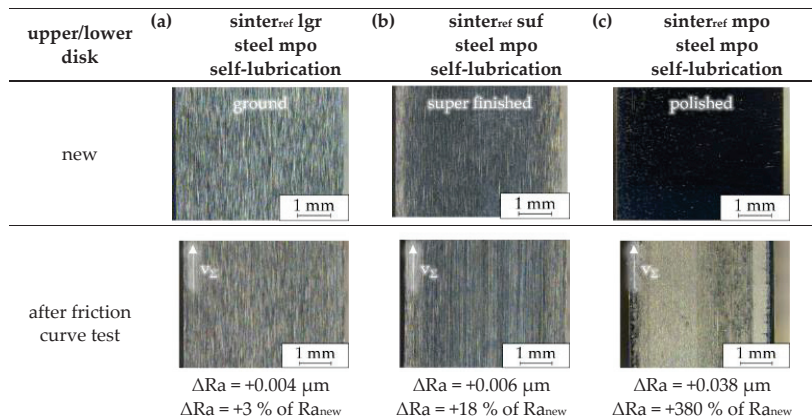 upper/lower disk (a) sinterref lgr steel mpo self-lubrication (b) sinterref suf steel mpo self-lubrication (c) sinterref mpo steel mpo self-lubrication
new
ground
super finished
polished
1 mm
1 mm
1 mm
after friction curve test
vΣ
vΣ
vΣ
1 mm
1 mm
1 mm
ΔRa = +0.004 μm ΔRa = +0.006 μm ΔRa = +0.038 μm
ΔRa = +3 % of Ranew ΔRa = +18 % of Ranew ΔRa = +380 % of Ranew